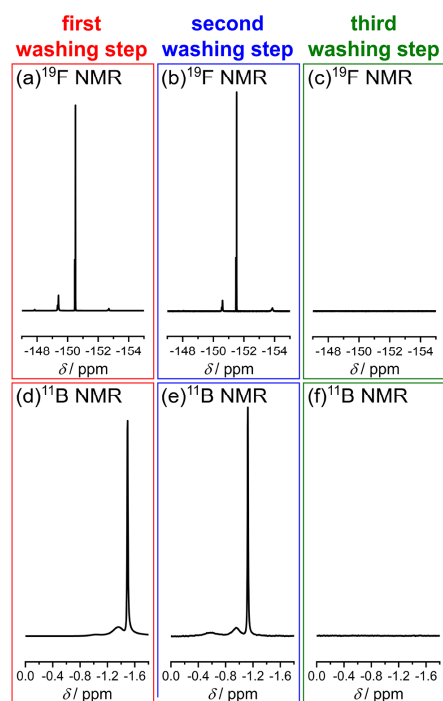 first washing step
second washing step
third washing step
(a) ¹⁹F NMR
-148 -150 -152 -154
δ / ppm
(b) ¹⁹F NMR
-148 -150 -152 -154
δ / ppm
(c) ¹⁹F NMR
-148 -150 -152 -154
δ / ppm
(d) ¹¹B NMR
0.0 -0.4 -0.8 -1.2 -1.6
δ / ppm
(e) ¹¹B NMR
0.0 -0.4 -0.8 -1.2 -1.6
δ / ppm
(f) ¹¹B NMR
0.0 -0.4 -0.8 -1.2 -1.6
δ / ppm